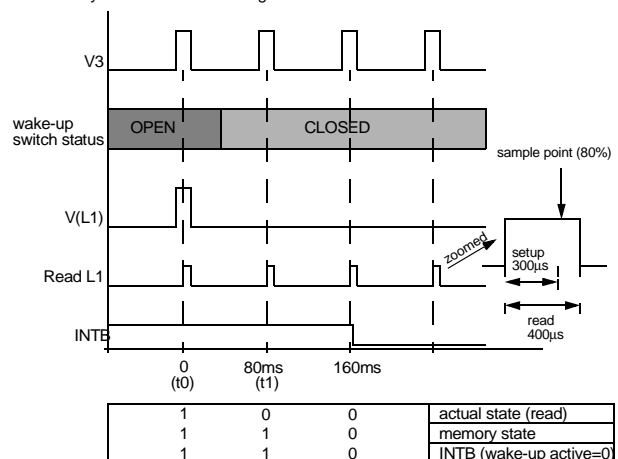 V3
wake-up
switch status
OPEN
CLOSED
sample point (80%)
V(L1)
zoomed
setup
300µs
Read L1
read
400µs
INTB
0
(t0)
80ms
(t1)
160ms
1 0 0 actual state (read)
1 1 0 memory state
1 1 0 INTB (wake-up active=0)